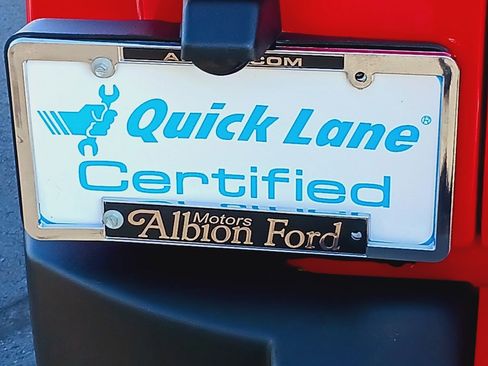 Quick Lane®
Certified
Motors
Albion Ford